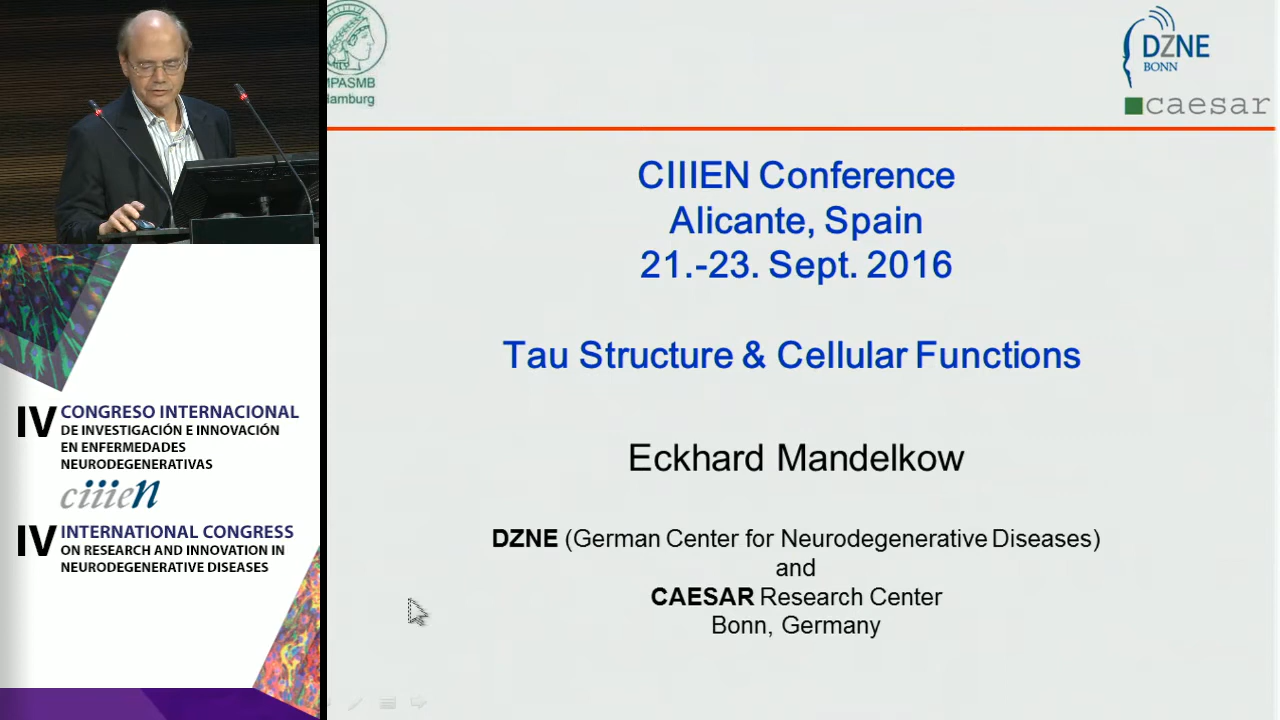 MPASMB
Hamburg
DZNE
BONN
caesar
CIIIEN Conference
Alicante, Spain
21.-23. Sept. 2016
Tau Structure & Cellular Functions
Eckhard Mandelkow
DZNE (German Center for Neurodegenerative Diseases)
and
CAESAR Research Center
Bonn, Germany
IV CONGRESO INTERNACIONAL
DE INVESTIGACIÓN E INNOVACIÓN
EN ENFERMEDADES
NEURODEGENERATIVAS
ciiien
IV INTERNATIONAL CONGRESS
ON RESEARCH AND INNOVATION IN
NEURODEGENERATIVE DISEASES